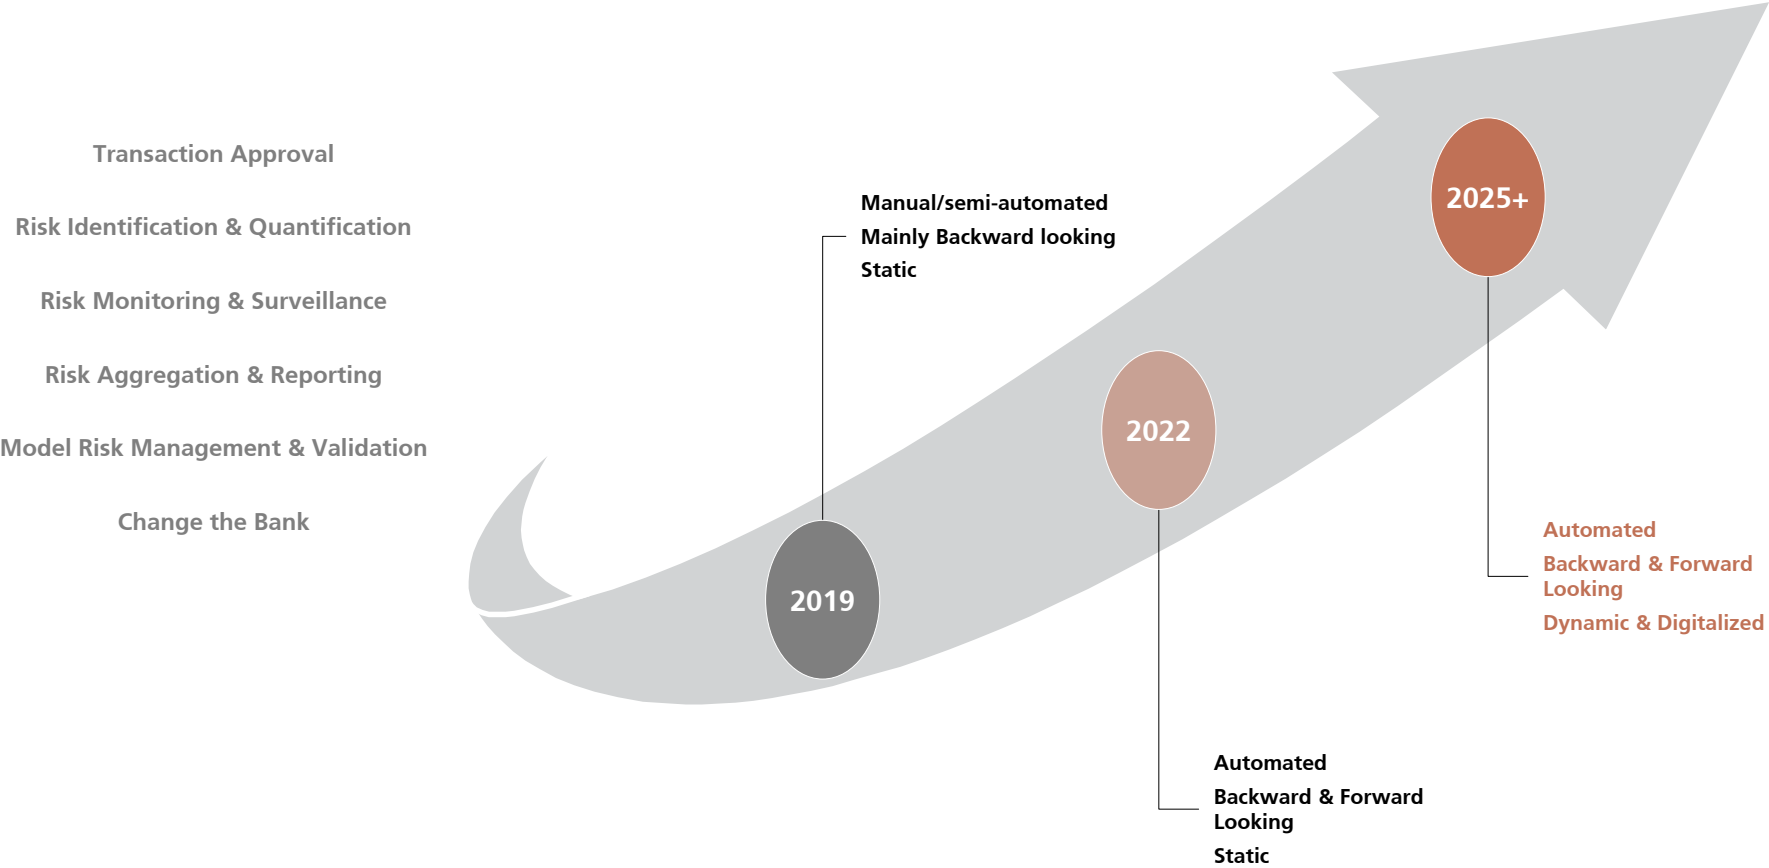 Transaction Approval
Risk Identification & Quantification
Risk Monitoring & Surveillance
Risk Aggregation & Reporting
Model Risk Management & Validation
Change the Bank
Manual/semi-automated
Mainly Backward looking
Static
2019
2022
Automated
Backward & Forward
Looking
Static
2025+
Automated
Backward & Forward
Looking
Dynamic & Digitalized